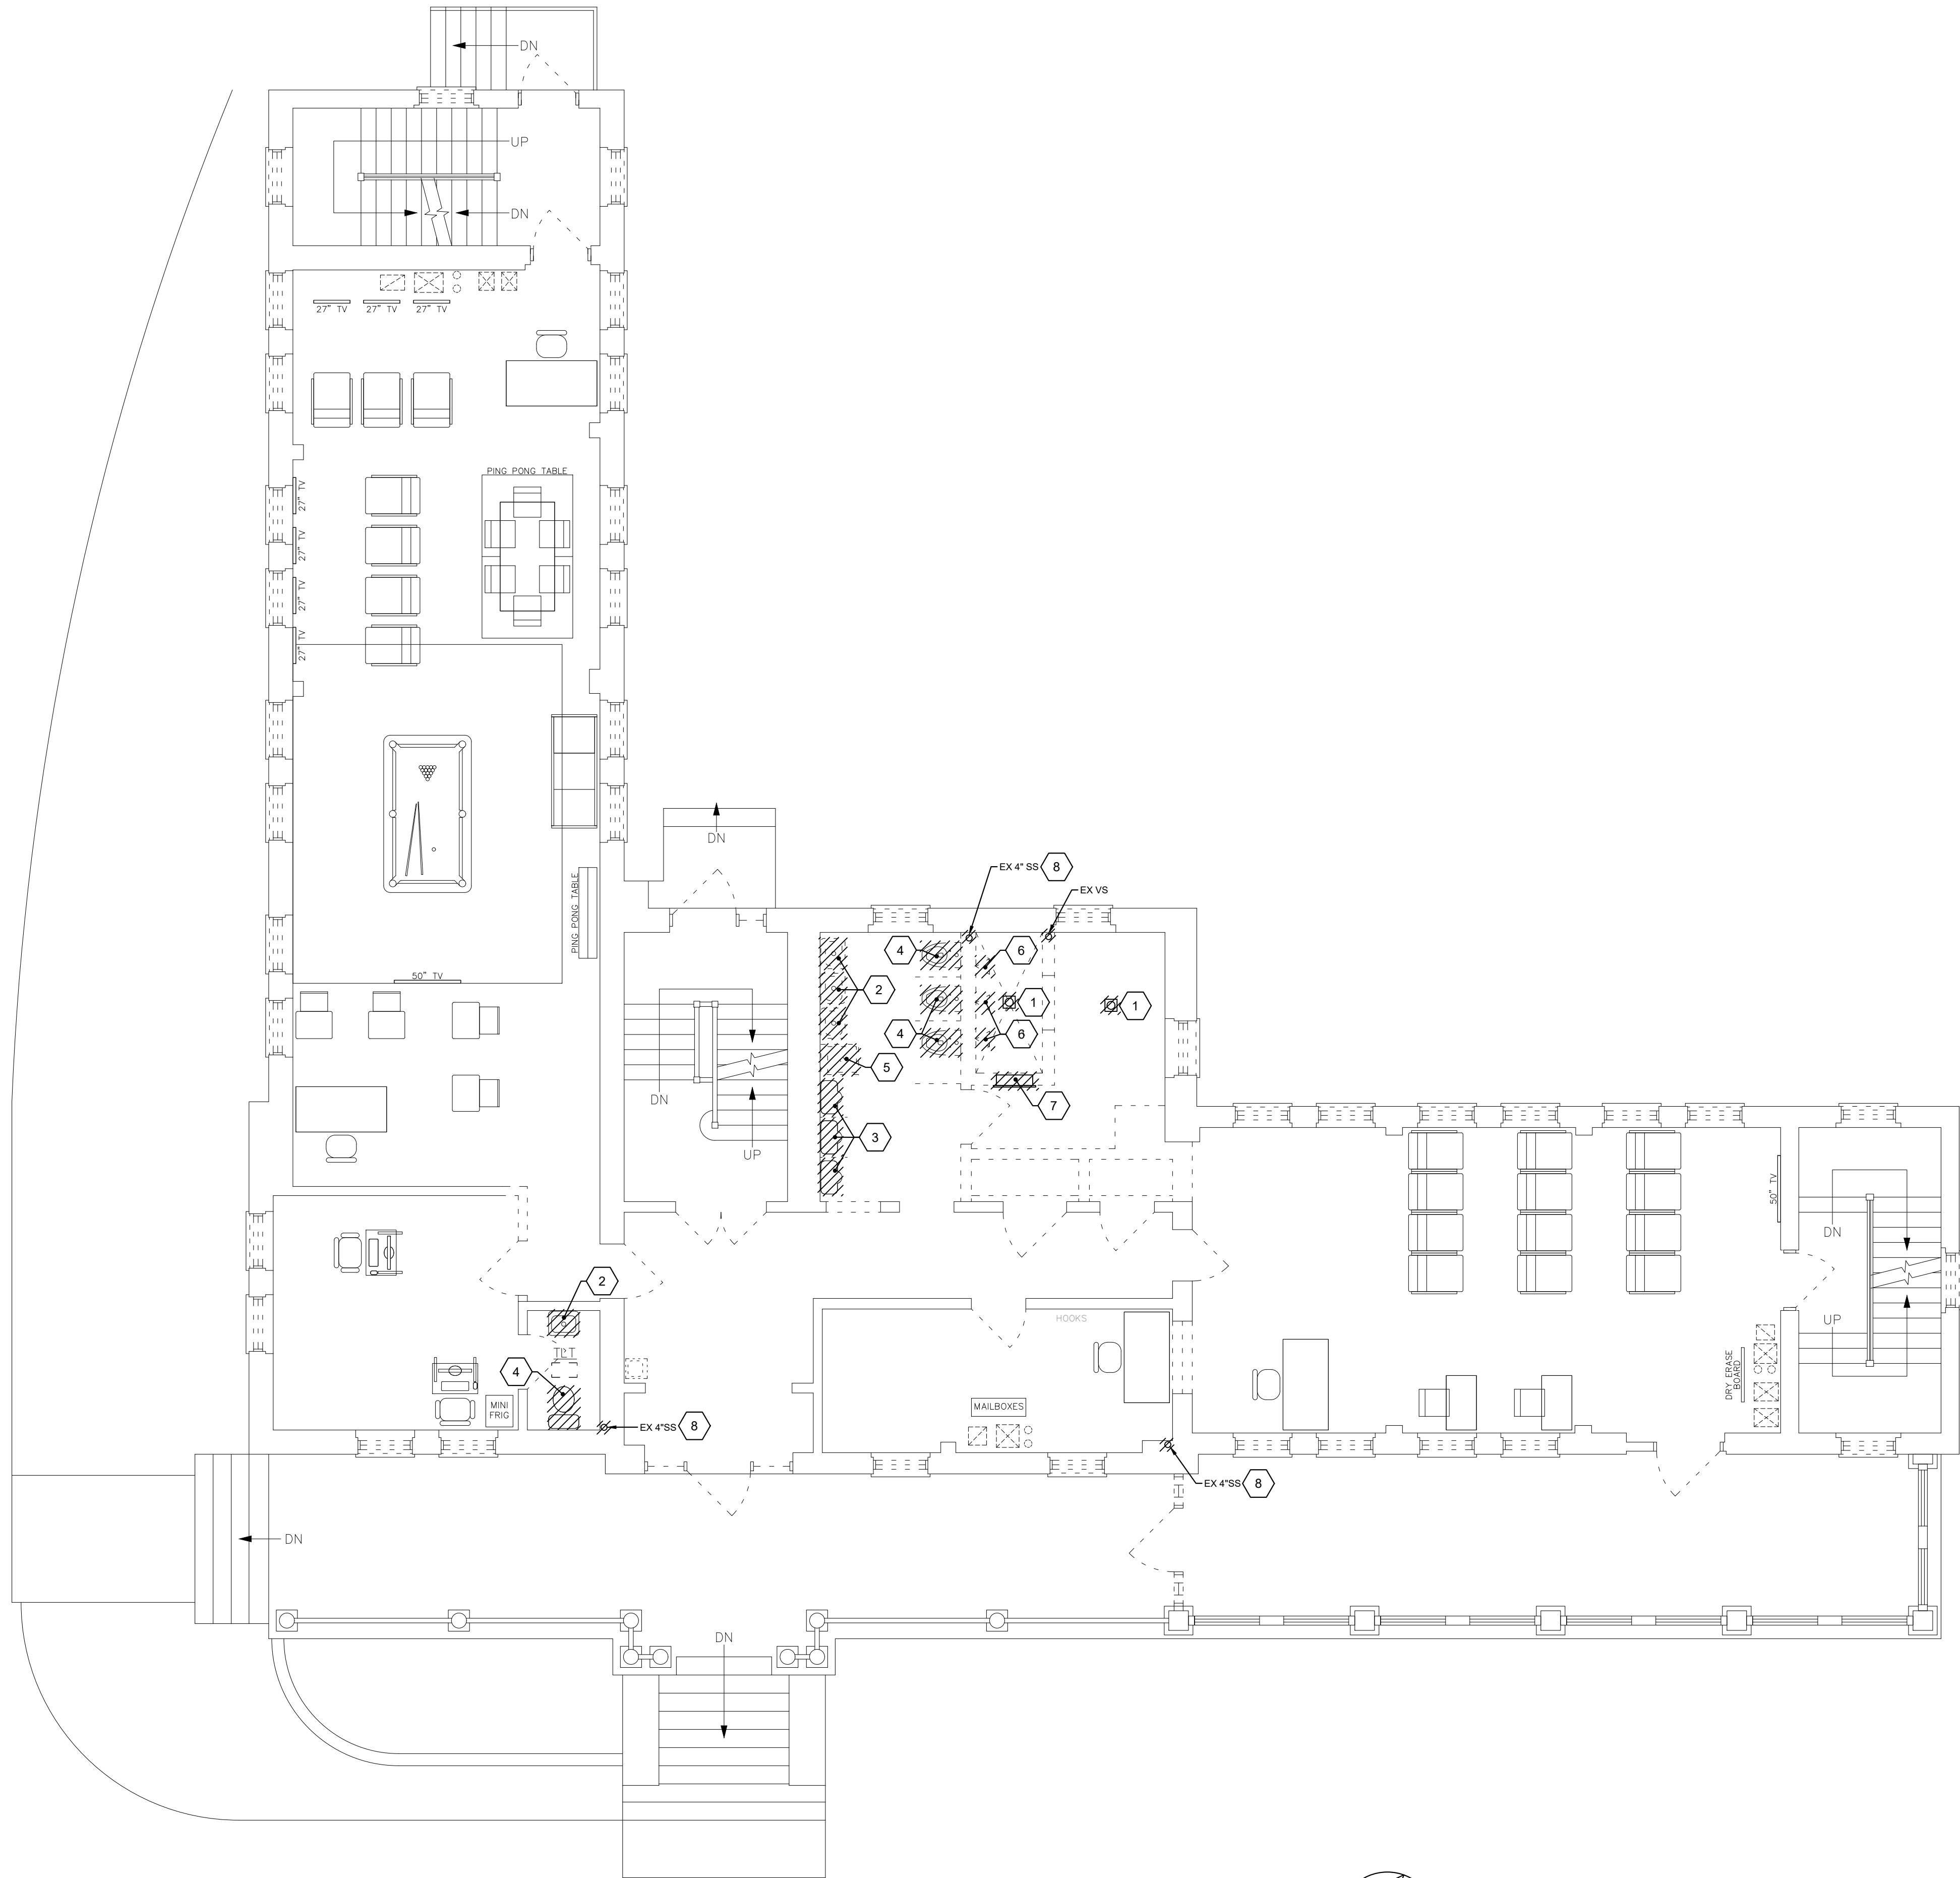 DN
UP
DN
27" TV 27" TV 27" TV
PING PONG TABLE
27" TV
27" TV
27" TV
27" TV
DN
EX 4" SS 8
EX VS
PING PONG TABLE
4
6
50" TV
2
1
1
4
6
5
DN
7
3
UP
50" TV
DN
2
HOOKS
UP
TLT
4
DRY ERASE
BOARD
MINI
FRIG
MAILBOXES
EX 4"SS 8
EX 4"SS 8
DN
DN